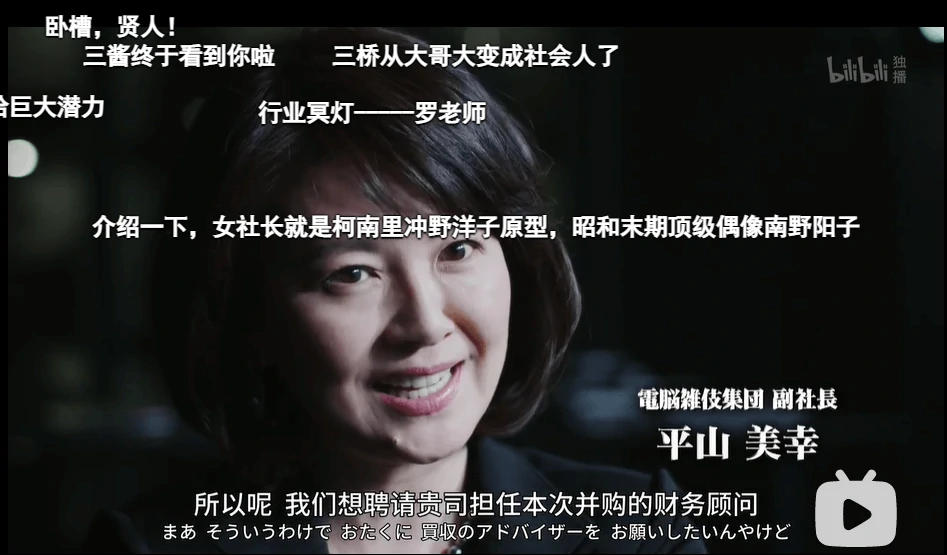 卧槽，贤人！
三酱终于看到你啦
三桥从大哥大变成社会人了
bilibili 独播
巨大潜力
行业冥灯-----罗老师
介绍一下，女社长就是柯南里冲野洋子原型，昭和末期顶级偶像南野阳子
電脳雑伎集団 副社長
平山 美幸
所以呢 我们想聘请贵司担任本次并购的财务顾问
まあ そういうわけで おたくに 買収のアドバイザーを お願いしたいんやけど